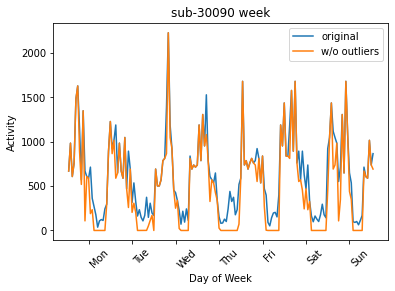 sub-30090 week
original
w/o outliers
Activity
2000
1500
1000
500
0
Mon
Tue
Wed
Thu
Fri
Sat
Sun
Day of Week